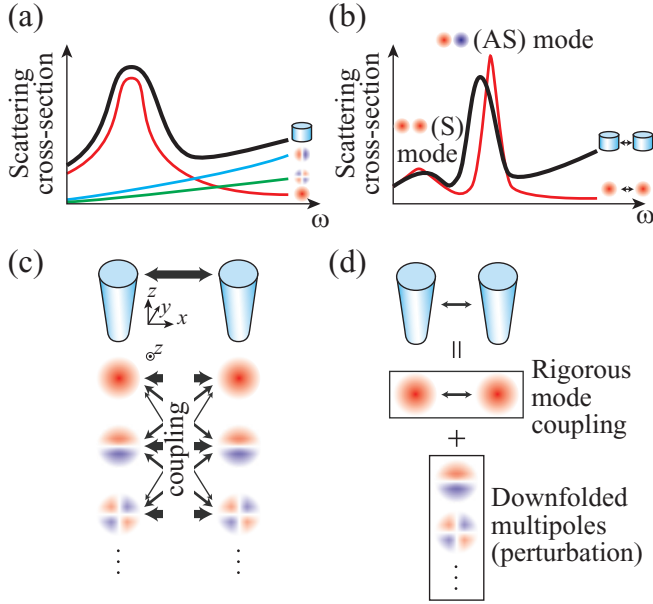 (a)
Scattering
cross-section
ω
(b)
Scattering
cross-section
(AS) mode
(S)
mode
ω
(c)
z
y
x
z
coupling
(d)
=
Rigorous
mode
coupling
+
Downfolded
multipoles
(perturbation)